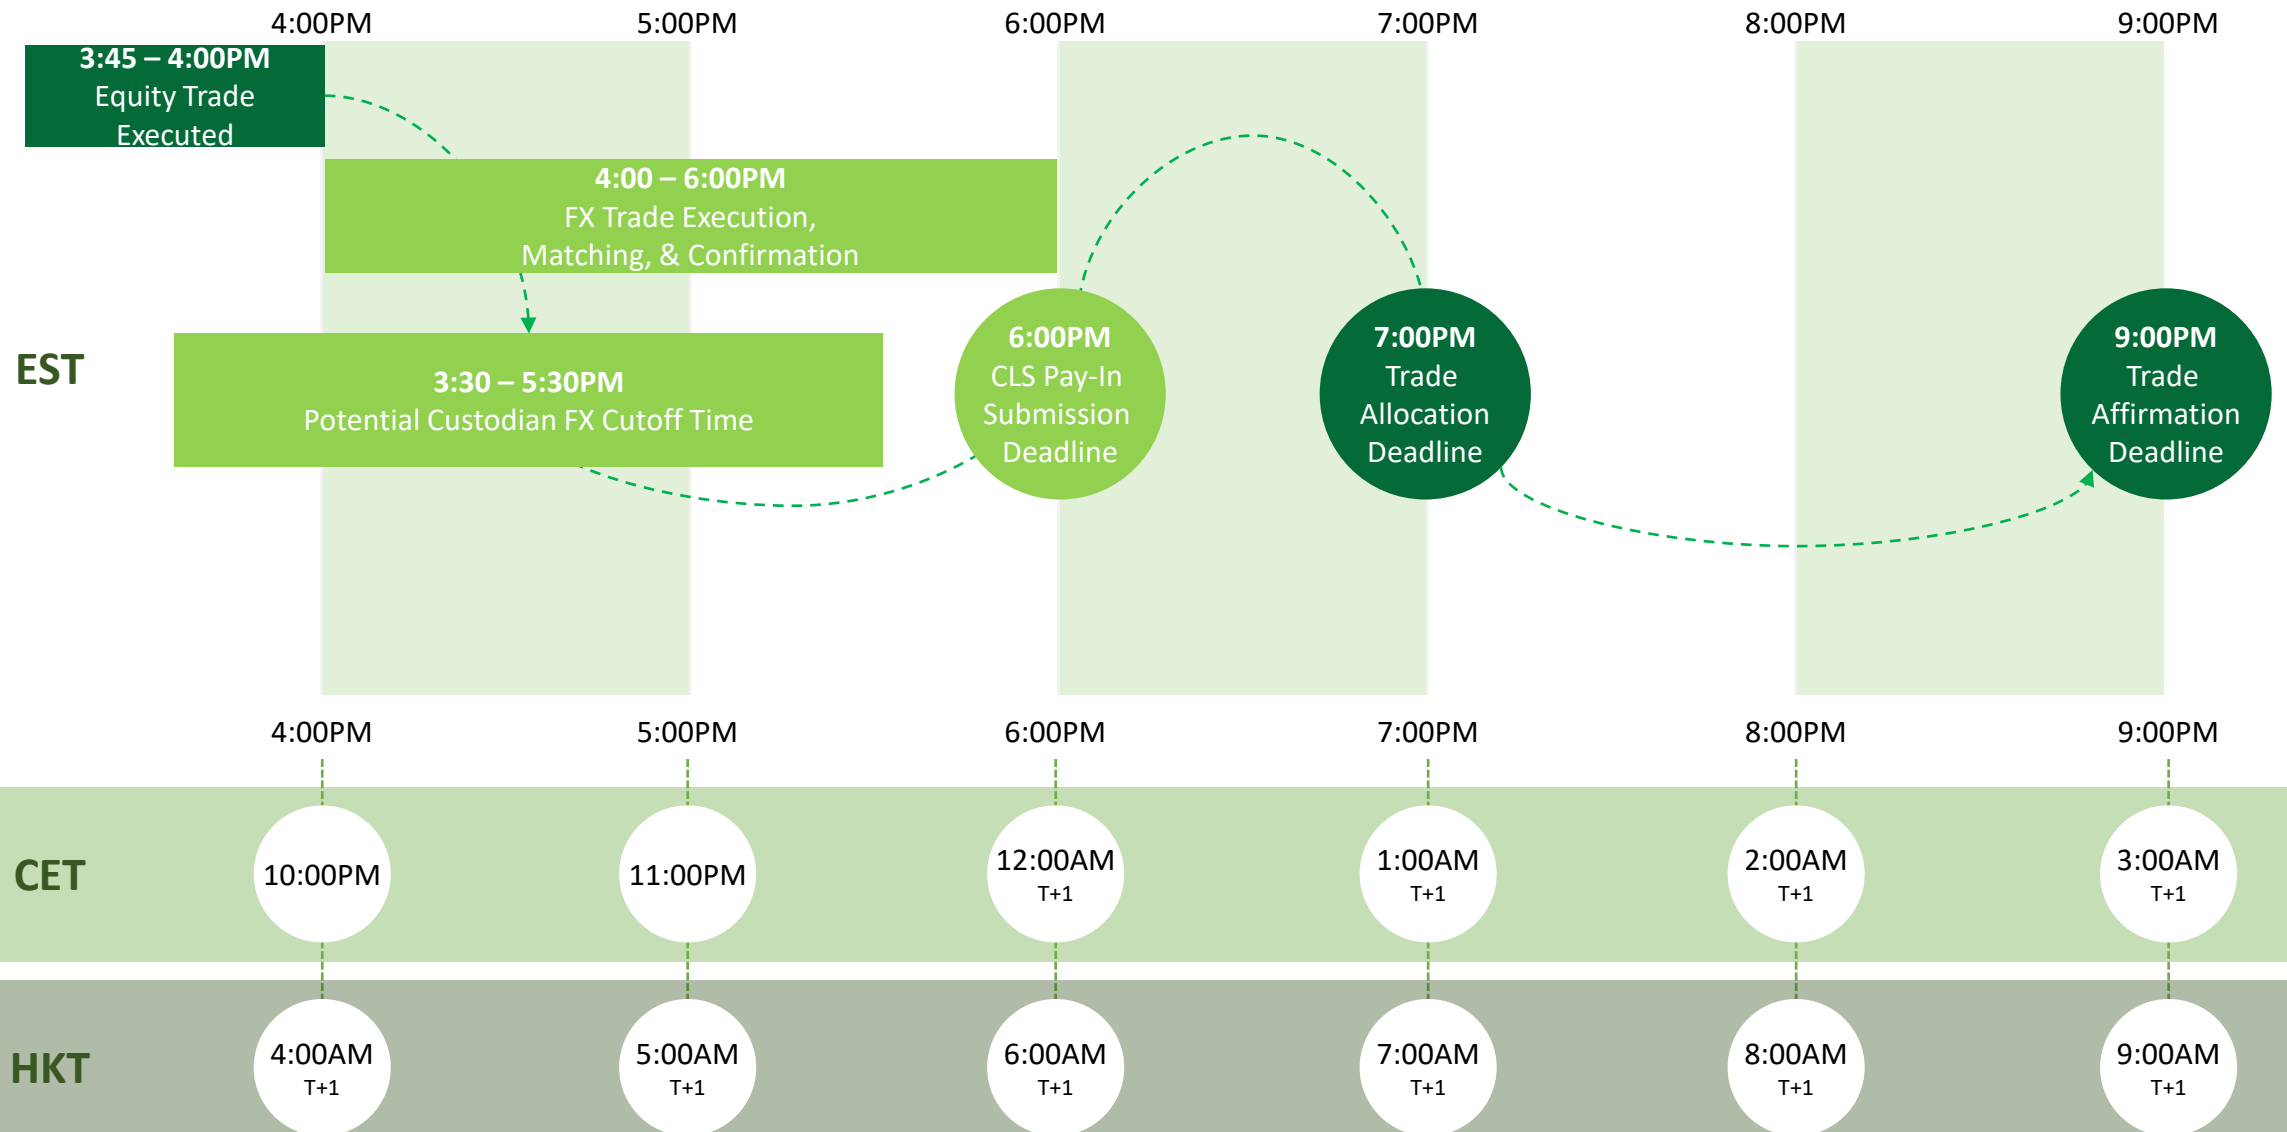 4:00PM 5:00PM 6:00PM 7:00PM 8:00PM 9:00PM
3:45 – 4:00PM
Equity Trade
Executed
4:00 – 6:00PM
FX Trade Execution,
Matching, & Confirmation
EST
3:30 – 5:30PM
Potential Custodian FX Cutoff Time
6:00PM
CLS Pay-In
Submission
Deadline
7:00PM
Trade
Allocation
Deadline
9:00PM
Trade
Affirmation
Deadline
4:00PM 5:00PM 6:00PM 7:00PM 8:00PM 9:00PM
CET
10:00PM
11:00PM
12:00AM
T+1
1:00AM
T+1
2:00AM
T+1
3:00AM
T+1
HKT
4:00AM
T+1
5:00AM
T+1
6:00AM
T+1
7:00AM
T+1
8:00AM
T+1
9:00AM
T+1